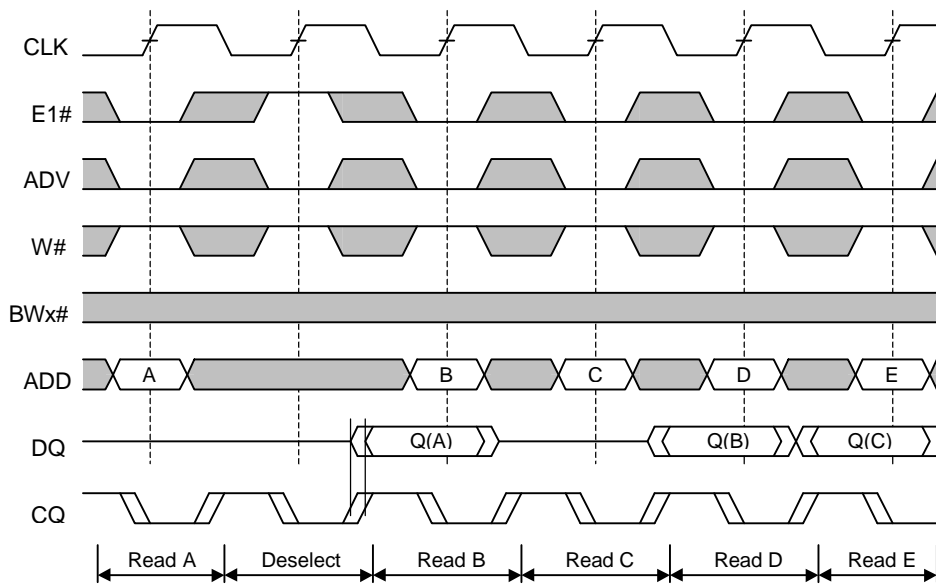 CLK
E1#
ADV
W#
BWx#
ADD A B C D E
DQ Q(A) Q(B) Q(C)
CQ
Read A Deselect Read B Read C Read D Read E